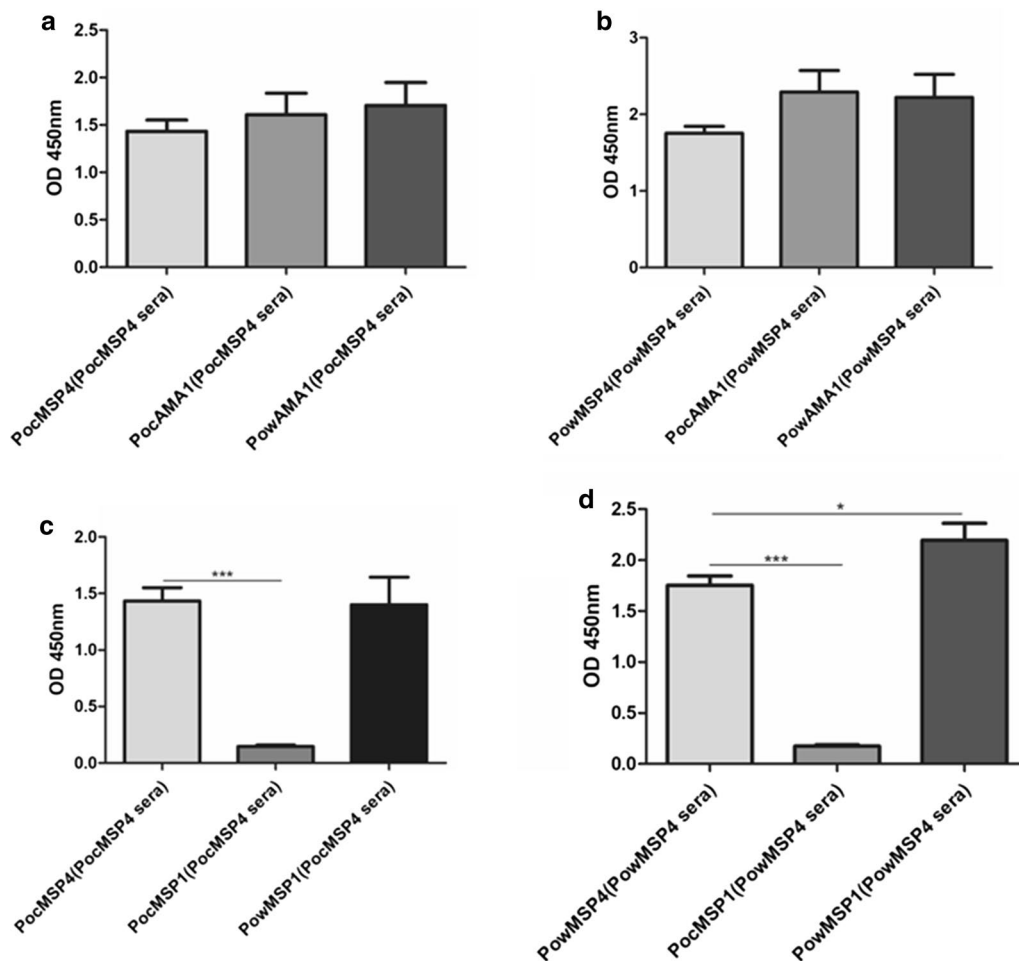 a
2.5
2.0
1.5
1.0
0.5
0.0
OD 450nm
PocMSP4(PocMSP4 sera)
PocAMA1(PocMSP4 sera)
PowAMA1(PocMSP4 sera)
b
3
2
1
0
OD 450nm
PowMSP4(PowMSP4 sera)
PocAMA1(PowMSP4 sera)
PowAMA1(PowMSP4 sera)
c
2.0
1.5
1.0
0.5
0.0
OD 450nm
***
PocMSP4(PocMSP4 sera)
PocMSP1(PocMSP4 sera)
PowMSP1(PocMSP4 sera)
d
2.5
2.0
1.5
1.0
0.5
0.0
OD 450nm
*
***
PowMSP4(PowMSP4 sera)
PocMSP1(PowMSP4 sera)
PowMSP1(PowMSP4 sera)